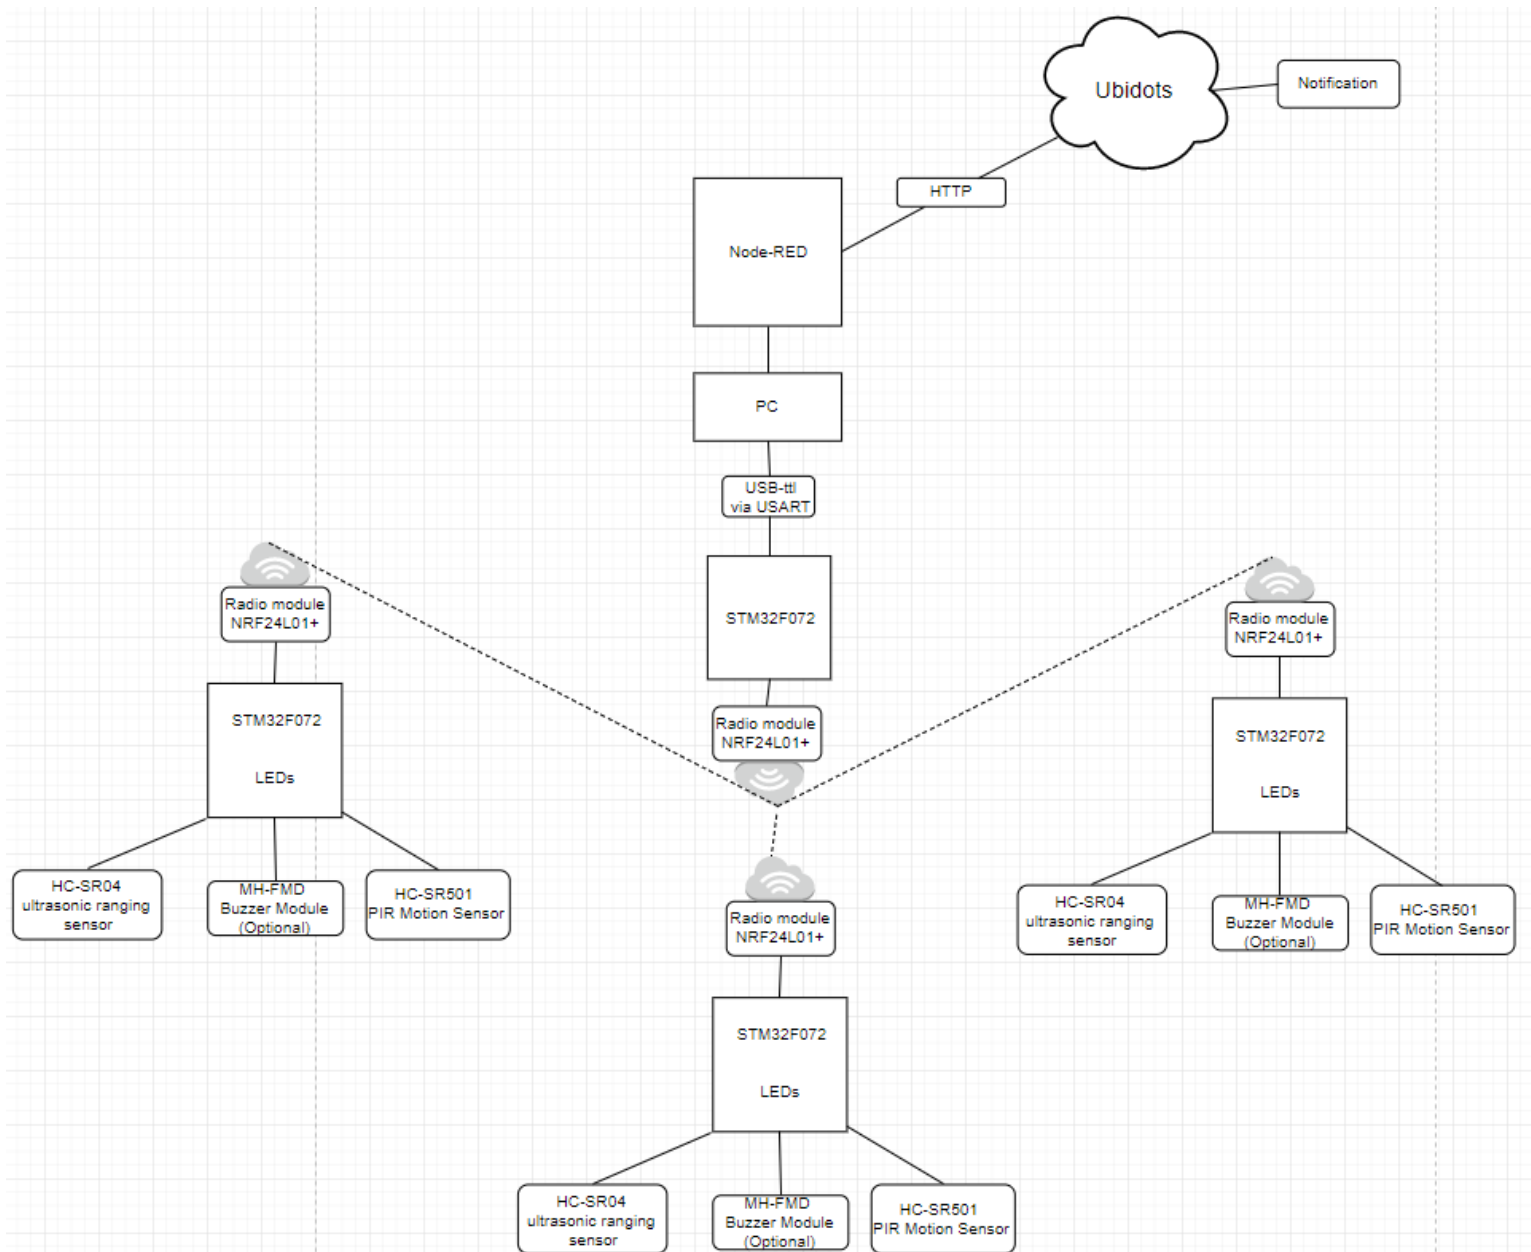 Ubidots
Notification
HTTP
Node-RED
PC
USB-ttl
via USART
STM32F072
Radio module
NRF24L01+
Radio module
NRF24L01+
STM32F072
LEDs
HC-SR04
ultrasonic ranging
sensor
MH-FMD
Buzzer Module
(Optional)
HC-SR501
PIR Motion Sensor
Radio module
NRF24L01+
STM32F072
LEDs
HC-SR04
ultrasonic ranging
sensor
MH-FMD
Buzzer Module
(Optional)
HC-SR501
PIR Motion Sensor
Radio module
NRF24L01+
STM32F072
LEDs
HC-SR04
ultrasonic ranging
sensor
MH-FMD
Buzzer Module
(Optional)
HC-SR501
PIR Motion Sensor